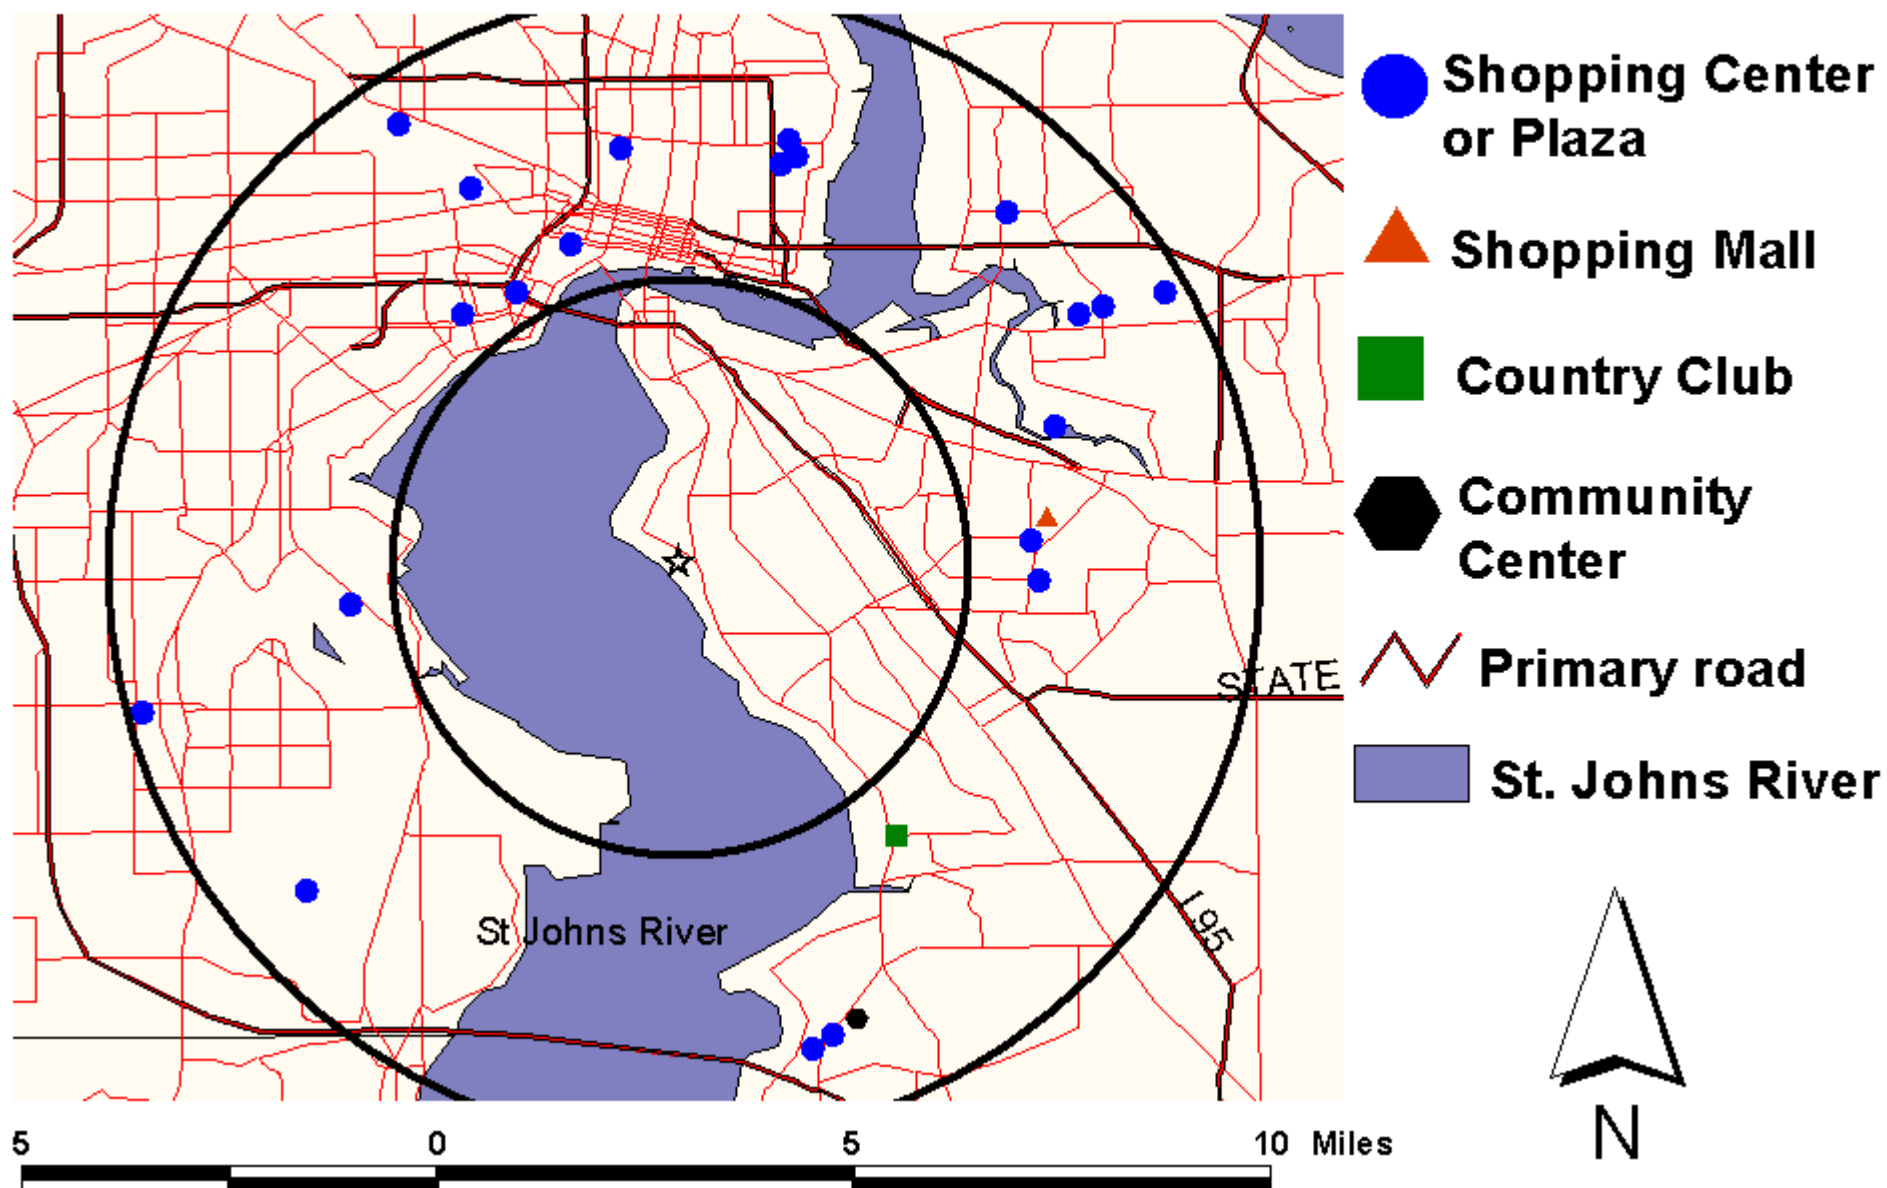 Shopping Center
or Plaza
Shopping Mall
Country Club
Community
Center
Primary road
St. Johns River
STATE
I 95
St Johns River
N
5 0 5 10 Miles